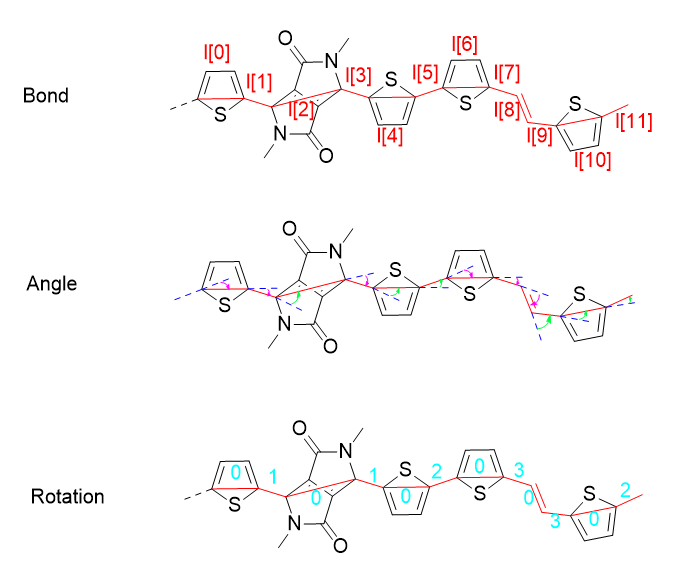 O
N
l[0]
l[6]
l[3]
l[1]
S
l[5]
l[7]
Bond
l[2]
l[8]
S
S
S
N
l[4]
l[9]
l[11]
O
l[10]
O
N
S
Angle
S
S
S
N
O
O
N
0
1
S
1
2
0
3
2
Rotation
S
0
0
S
0
S
N
3
0
O